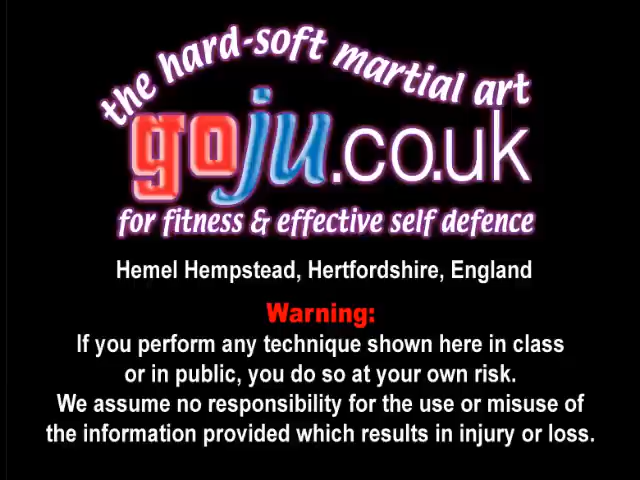 the hard-soft martial art
goju.co.uk
for fitness & effective self defence
Hemel Hempstead, Hertfordshire, England
Warning:
If you perform any technique shown here in class
or in public, you do so at your own risk.
We assume no responsibility for the use or misuse of
the information provided which results in injury or loss.